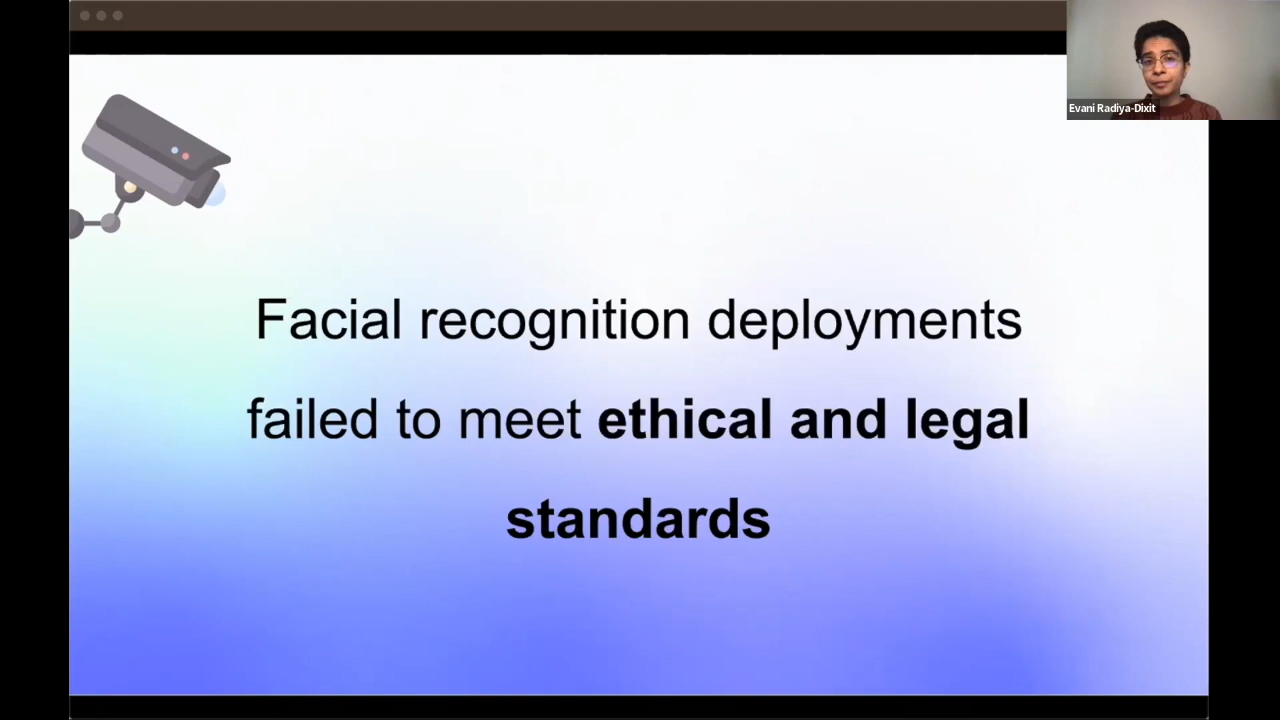 Evani Radiya-Dixit
Facial recognition deployments
failed to meet ethical and legal
standards